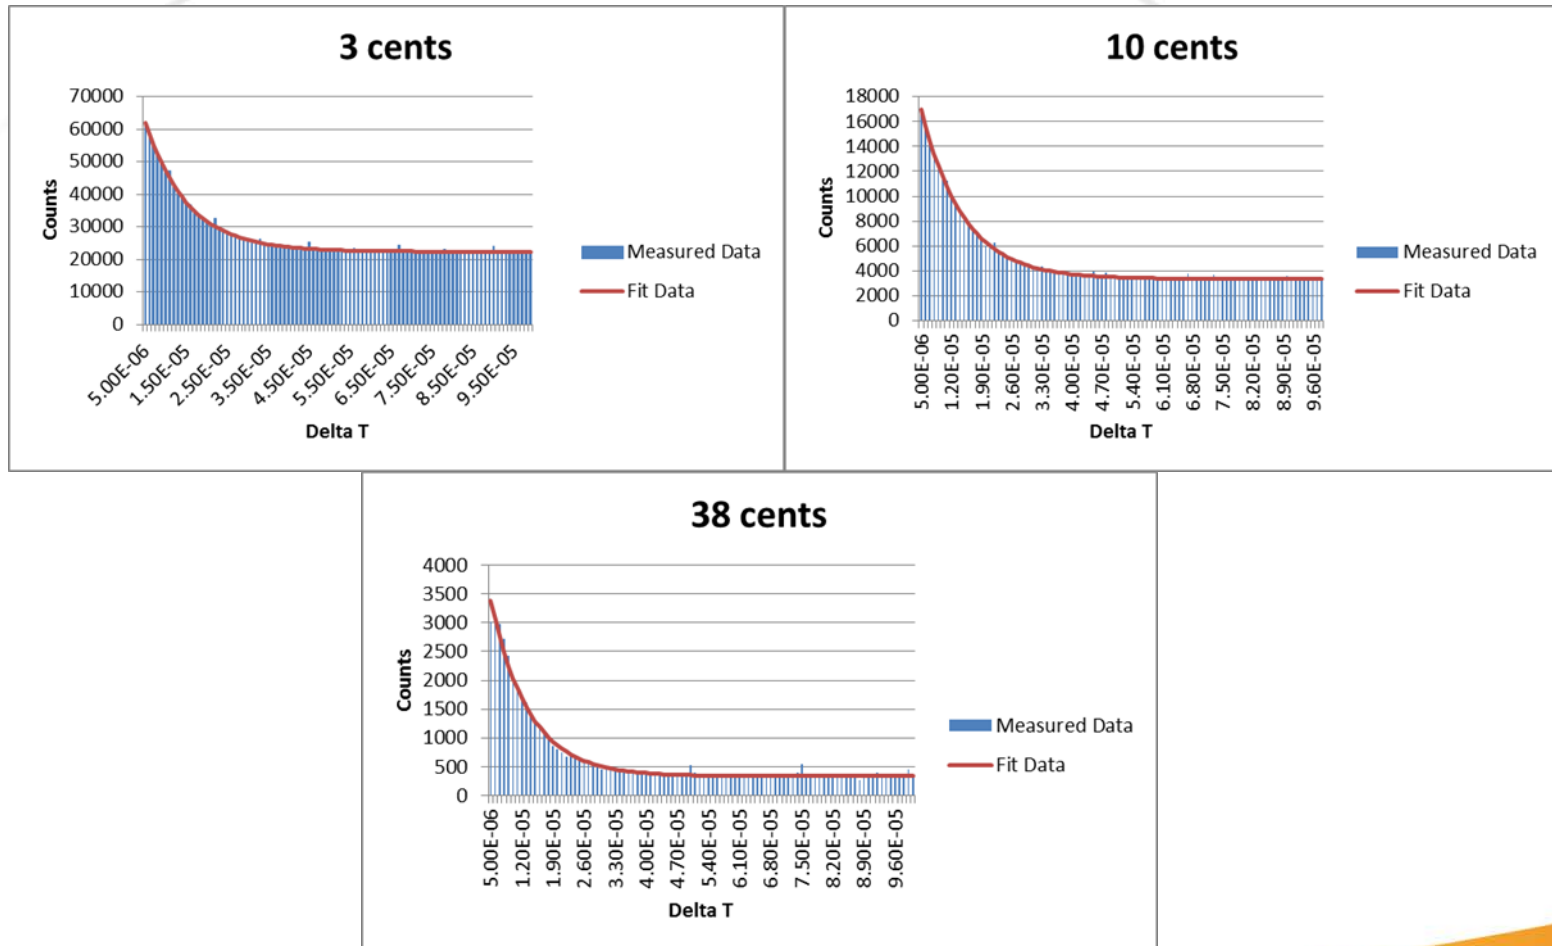 3 cents
70000
60000
50000
40000
30000
20000
10000
0
Counts
5.00E-06
1.50E-05
2.50E-05
3.50E-05
4.50E-05
5.50E-05
6.50E-05
7.50E-05
8.50E-05
9.50E-05
Delta T
Measured Data
Fit Data
10 cents
18000
16000
14000
12000
10000
8000
6000
4000
2000
0
Counts
5.00E-06
1.20E-05
1.90E-05
2.60E-05
3.30E-05
4.00E-05
4.70E-05
5.40E-05
6.10E-05
6.80E-05
7.50E-05
8.20E-05
8.90E-05
9.60E-05
Delta T
Measured Data
Fit Data
38 cents
4000
3500
3000
2500
2000
1500
1000
500
0
Counts
5.00E-06
1.20E-05
1.90E-05
2.60E-05
3.30E-05
4.00E-05
4.70E-05
5.40E-05
6.10E-05
6.80E-05
7.50E-05
8.20E-05
8.90E-05
9.60E-05
Delta T
Measured Data
Fit Data